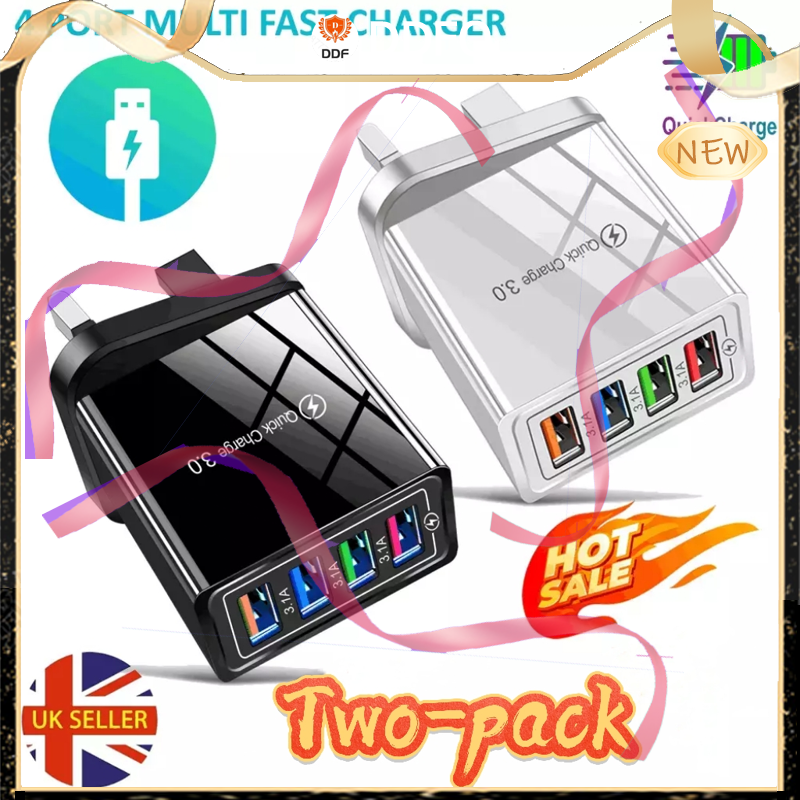 4 PORT MULTI FAST CHARGER
DDF
Quick Charge
NEW
Quick Charge 3.0
3.1A
3.1A
3.1A
Quick Charge 3.0
3.1A
3.1A
3.1A
HOT
SALE
UK SELLER
Two-pack